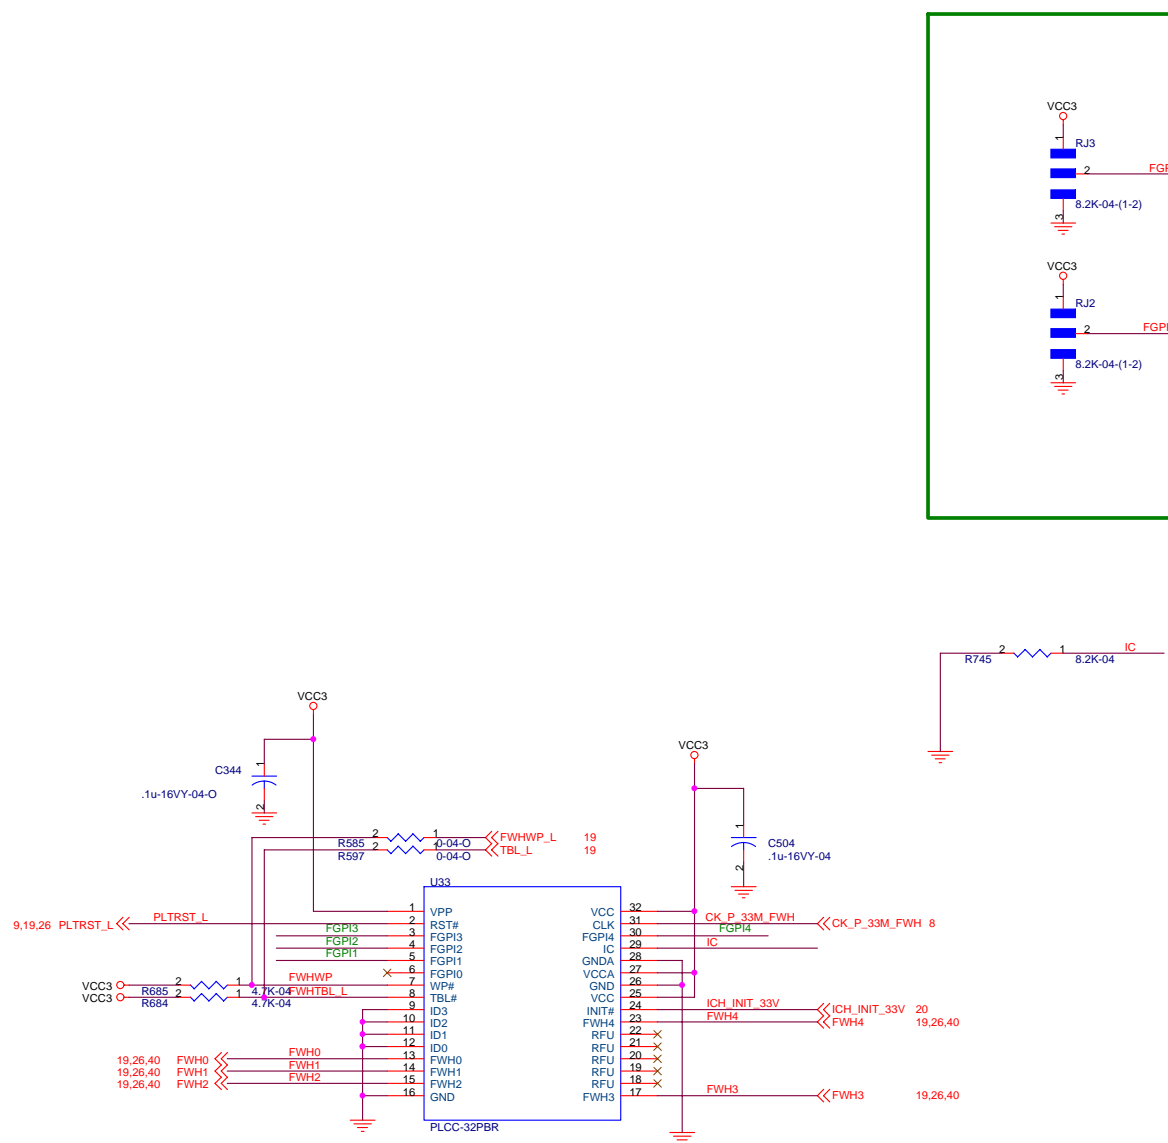 VCC3
1
RJ3
2
FGP
8.2K-04-(1-2)
3
VCC3
1
RJ2
2
FGPI
8.2K-04-(1-2)
3
R745 2 1 8.2K-04 IC
VCC3
C344 1
.1u-16VY-04-O
2
VCC3
1
C504
.1u-16VY-04
2
2 1 FWHWP_L 19
R585 0-04-O
2 1 TBL_L 19
R597 0-04-O
U33
1 VPP VCC 32
9,19,26 PLTRST_L PLTRST_L 2 RST# CLK 31 CK_P_33M_FWH CK_P_33M_FWH 8
FGPI3 3 FGPI3 FGPI4 30 FGPI4
FGPI2 4 FGPI2 IC 29 IC
FGPI1 5 FGPI1 GNDA 28
6 FGPI0 VCCA 27
VCC3 R685 2 1 4.7K-04 FWHWP 7 WP# GND 26
VCC3 R684 2 1 4.7K-04 FWHTBL_L 8 TBL# VCC 25
9 ID3 INIT# 24 ICH_INIT_33V ICH_INIT_33V 20
10 ID2 FWH4 23 FWH4 FWH4 19,26,40
11 ID1 RFU 22
12 ID0 RFU 21
19,26,40 FWH0 FWH0 13 FWH0 RFU 20
19,26,40 FWH1 FWH1 14 FWH1 RFU 19
19,26,40 FWH2 FWH2 15 FWH2 RFU 18
16 GND FWH3 17 FWH3 FWH3 19,26,40
PLCC-32PBR